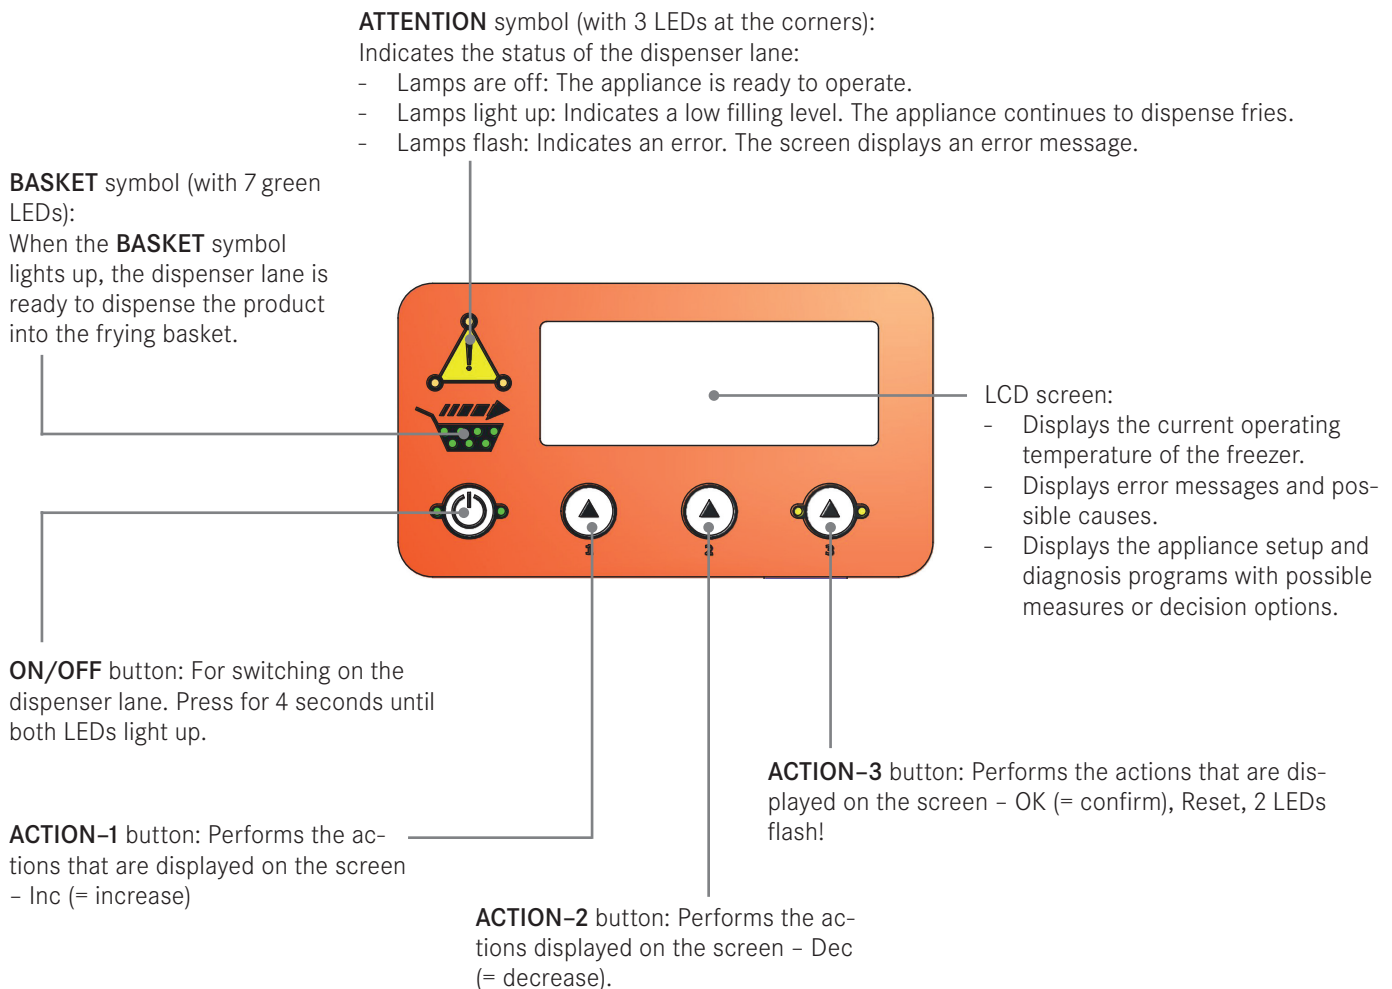 ATTENTION symbol (with 3 LEDs at the corners):
Indicates the status of the dispenser lane:
- Lamps are off: The appliance is ready to operate.
- Lamps light up: Indicates a low filling level. The appliance continues to dispense fries.
- Lamps flash: Indicates an error. The screen displays an error message.
BASKET symbol (with 7 green
LEDs):
When the BASKET symbol
lights up, the dispenser lane is
ready to dispense the product
into the frying basket.
LCD screen:
- Displays the current operating
temperature of the freezer.
- Displays error messages and pos-
sible causes.
- Displays the appliance setup and
diagnosis programs with possible
measures or decision options.
1
2
3
ON/OFF button: For switching on the
dispenser lane. Press for 4 seconds until
both LEDs light up.
ACTION–3 button: Performs the actions that are dis-
played on the screen – OK (= confirm), Reset, 2 LEDs
flash!
ACTION–1 button: Performs the ac-
tions that are displayed on the screen
– Inc (= increase)
ACTION–2 button: Performs the ac-
tions displayed on the screen – Dec
(= decrease).